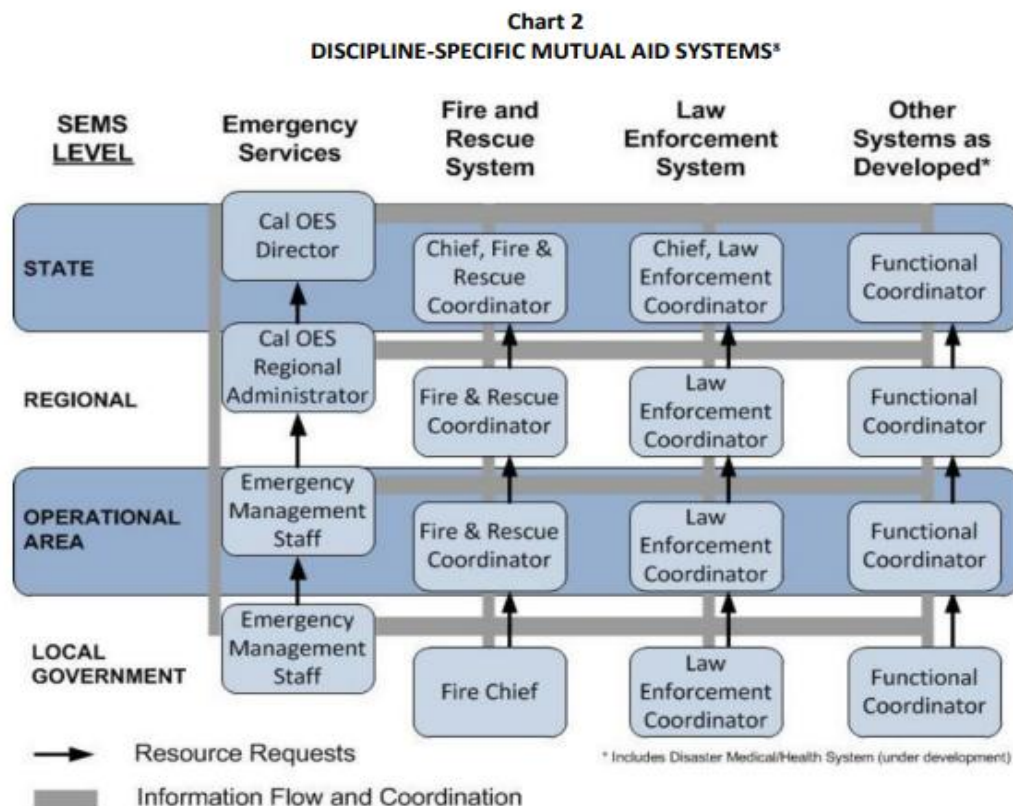 Chart 2
DISCIPLINE-SPECIFIC MUTUAL AID SYSTEMS⁸
SEMS
LEVEL
Emergency
Services
Fire and
Rescue
System
Law
Enforcement
System
Other
Systems as
Developed*
STATE
Cal OES
Director
Chief, Fire &
Rescue
Coordinator
Chief, Law
Enforcement
Coordinator
Functional
Coordinator
REGIONAL
Cal OES
Regional
Administrator
Fire & Rescue
Coordinator
Law
Enforcement
Coordinator
Functional
Coordinator
OPERATIONAL
AREA
Emergency
Management
Staff
Fire & Rescue
Coordinator
Law
Enforcement
Coordinator
Functional
Coordinator
LOCAL
GOVERNMENT
Emergency
Management
Staff
Fire Chief
Law
Enforcement
Coordinator
Functional
Coordinator
Resource Requests
* Includes Disaster Medical/Health System (under development)
Information Flow and Coordination